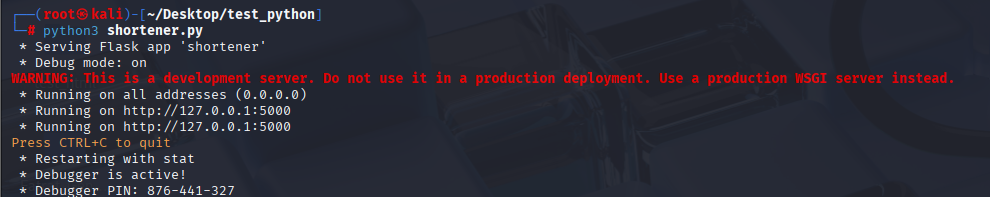 ┌──(root㉿kali)-[~/Desktop/test_python]
└─# python3 shortener.py
 * Serving Flask app 'shortener'
 * Debug mode: on
WARNING: This is a development server. Do not use it in a production deployment. Use a production WSGI server instead.
 * Running on all addresses (0.0.0.0)
 * Running on http://127.0.0.1:5000
 * Running on http://127.0.0.1:5000
Press CTRL+C to quit
 * Restarting with stat
 * Debugger is active!
 * Debugger PIN: 876-441-327